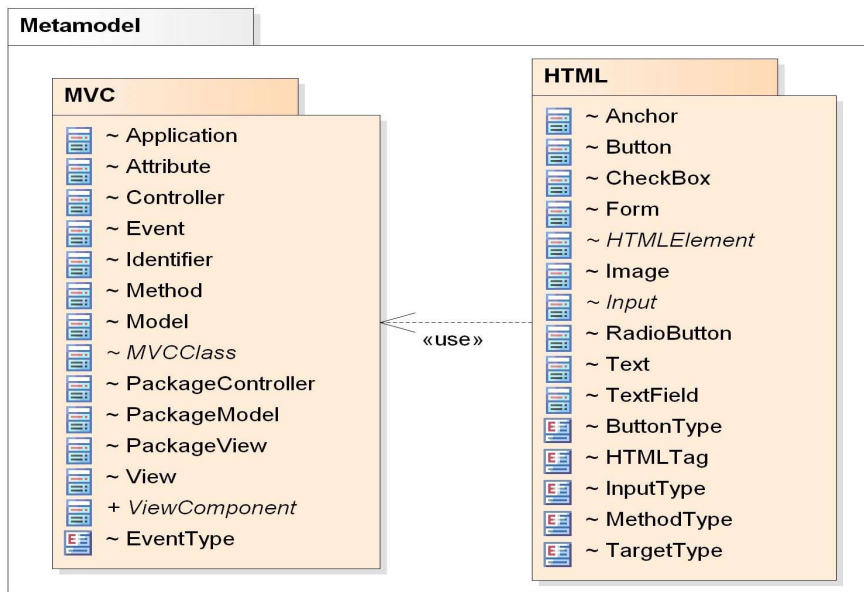 Metamodel
MVC
~ Application
~ Attribute
~ Controller
~ Event
~ Identifier
~ Method
~ Model
~ MVCClass
~ PackageController
~ PackageModel
~ PackageView
~ View
+ ViewComponent
E
~ EventType
«use»
HTML
~ Anchor
~ Button
~ CheckBox
~ Form
~ HTMLElement
~ Image
~ Input
~ RadioButton
~ Text
~ TextField
E ~ ButtonType
E ~ HTMLTag
E ~ InputType
E ~ MethodType
E ~ TargetType